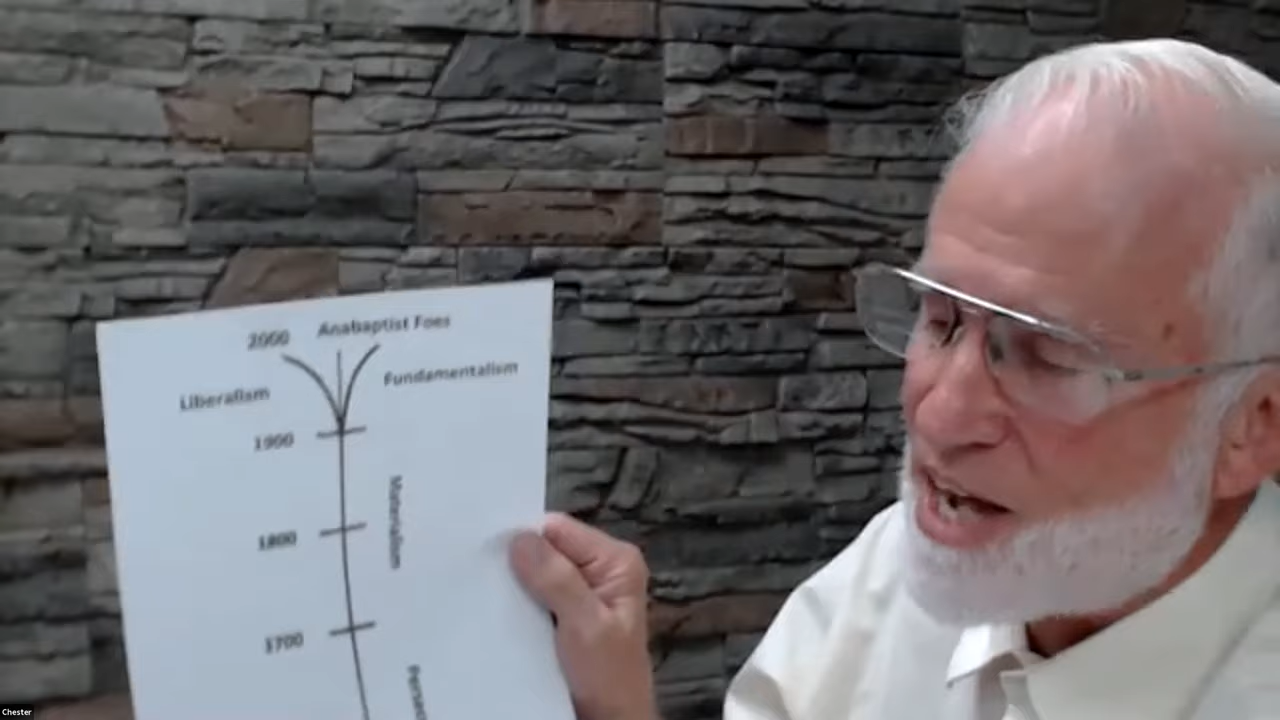 2000 Anabaptist Foes
Liberalism
Fundamentalism
1900
Materialism
1800
1700
Chester